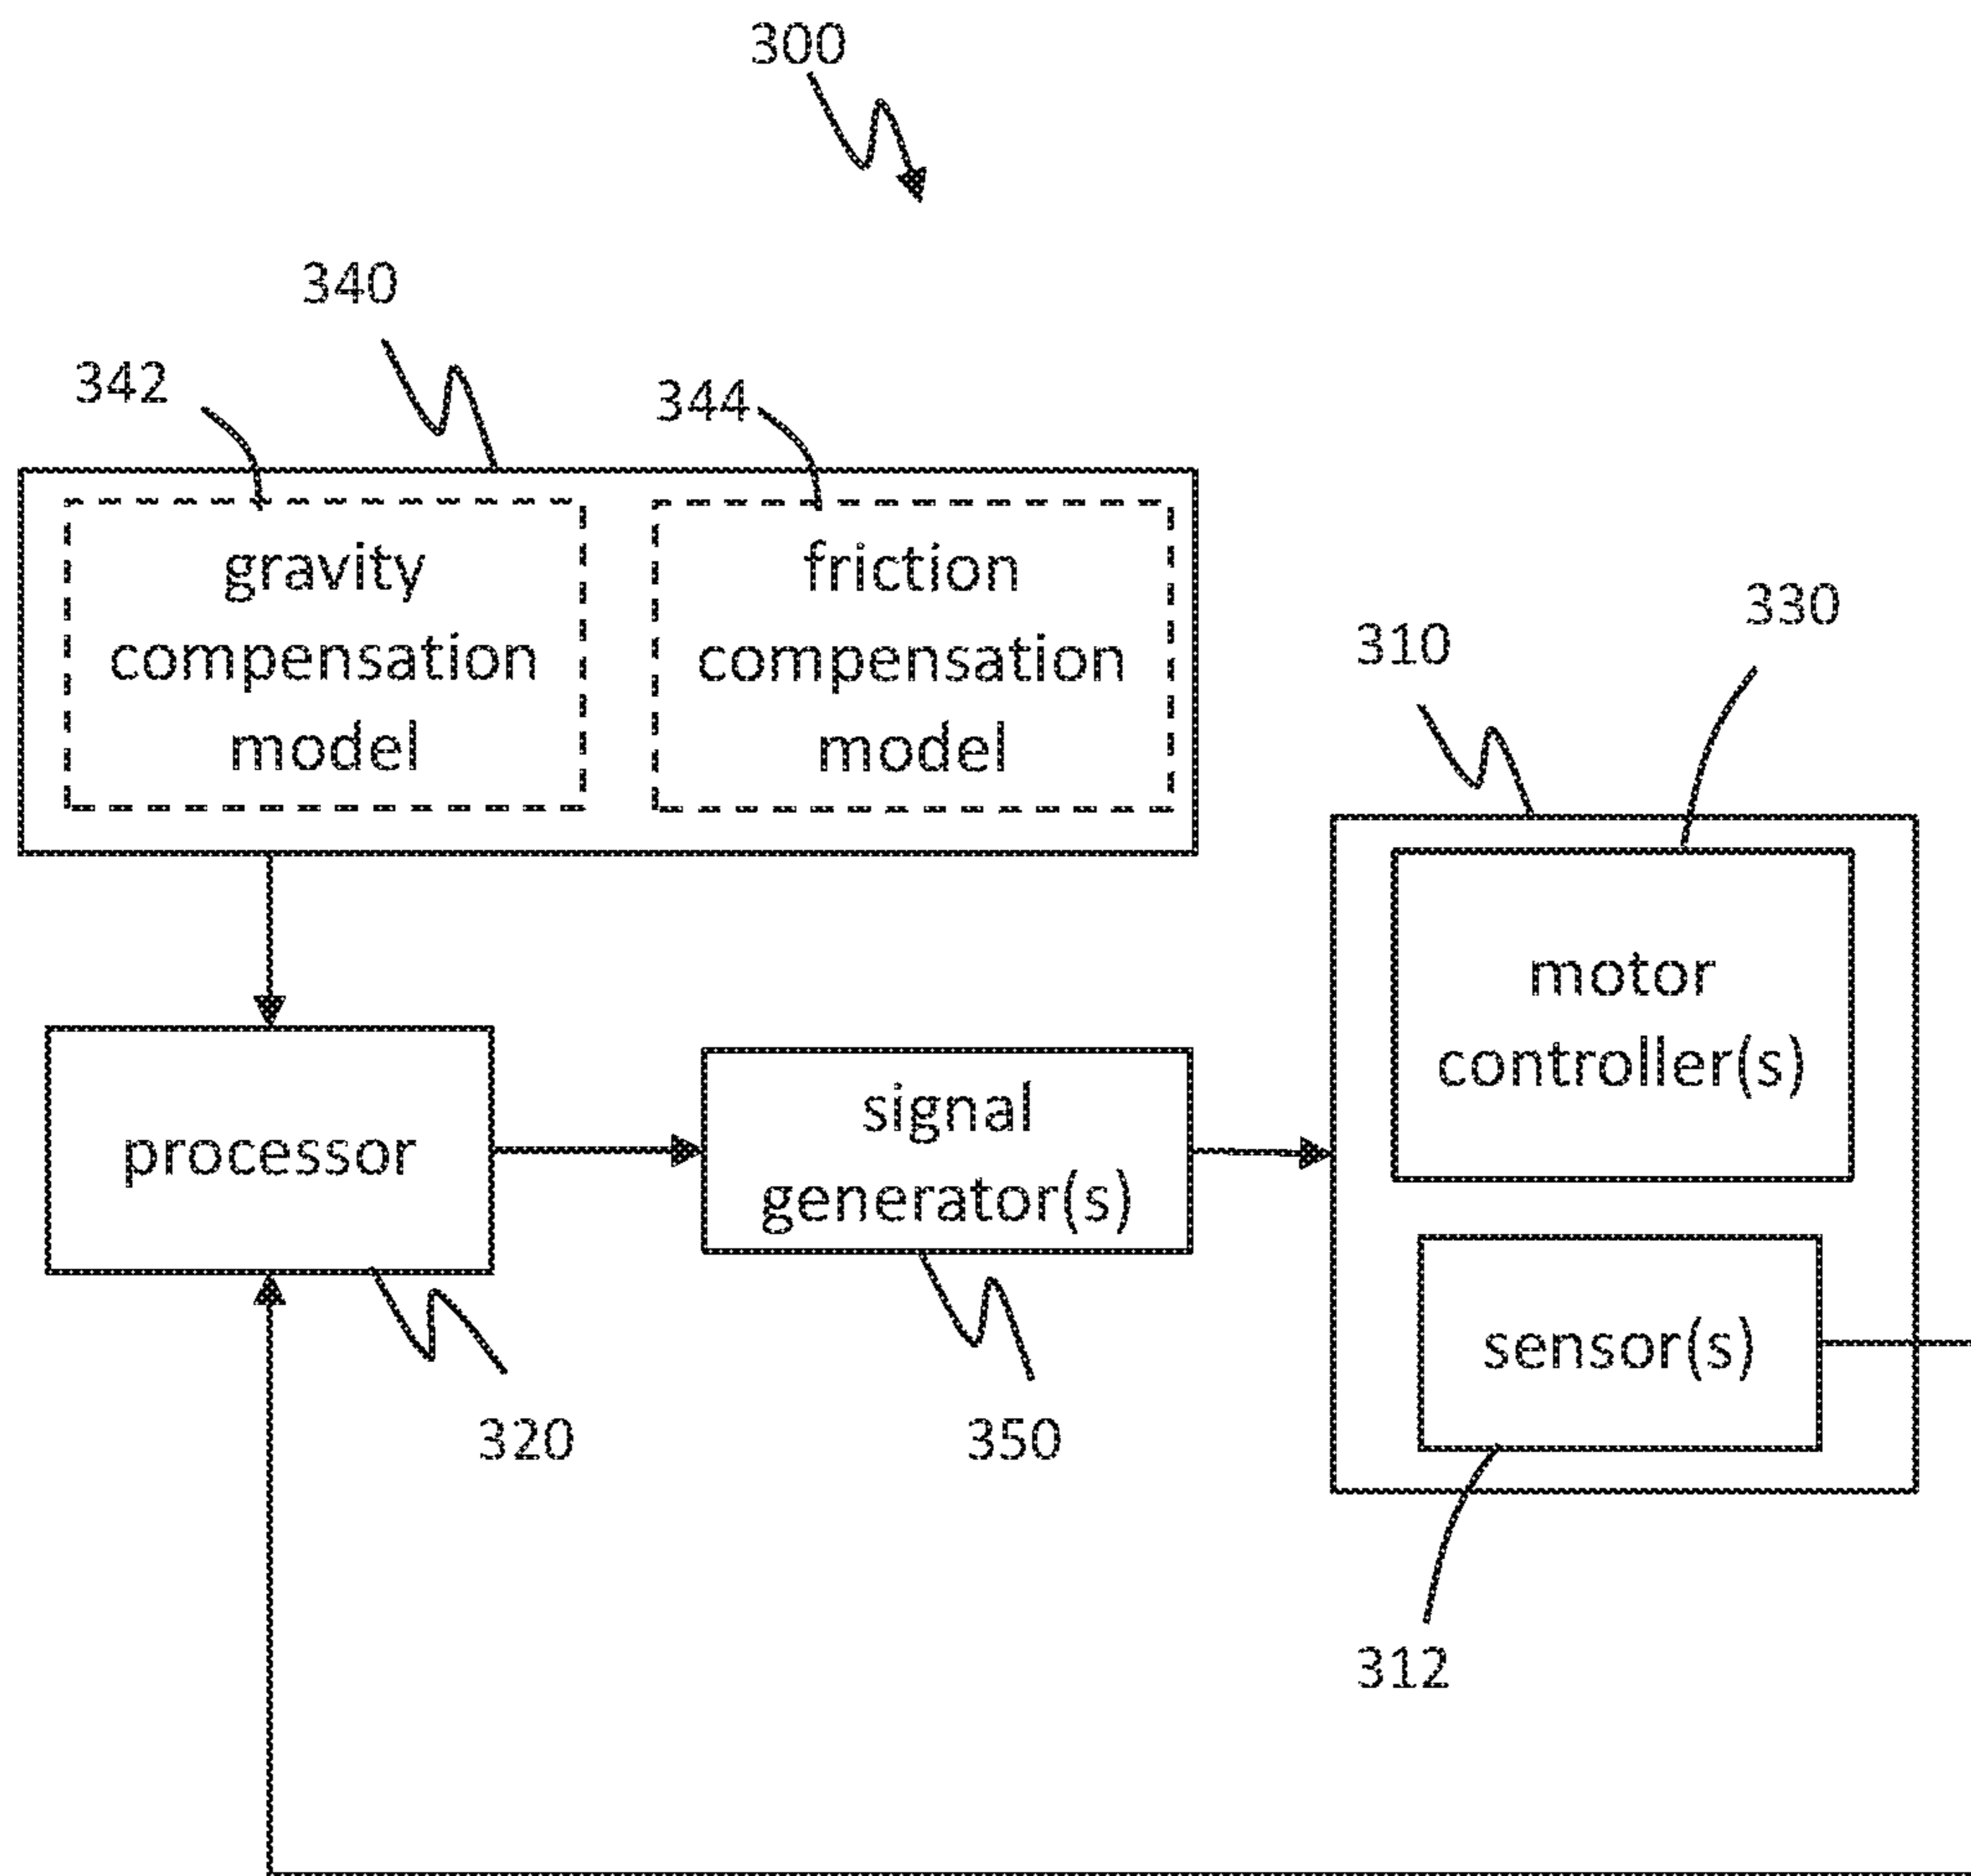 300
340
342
344
gravity
compensation
model
friction
compensation
model
310
330
motor
controller(s)
processor
signal
generator(s)
sensor(s)
320
350
312